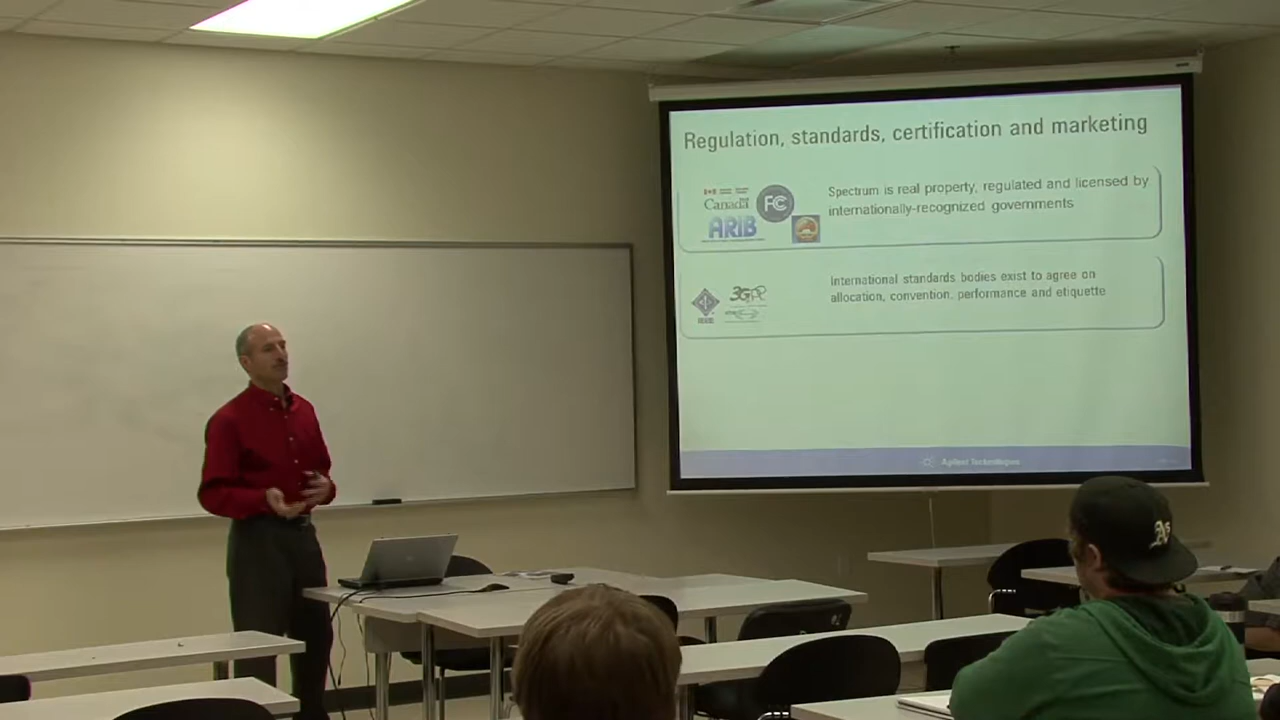 Regulation, standards, certification and marketing
Canada
FC
ARIB
Spectrum is real property, regulated and licensed by
internationally-recognized governments
IEEE
3GPP
International standards bodies exist to agree on
allocation, convention, performance and etiquette
Agilent Technologies
A's